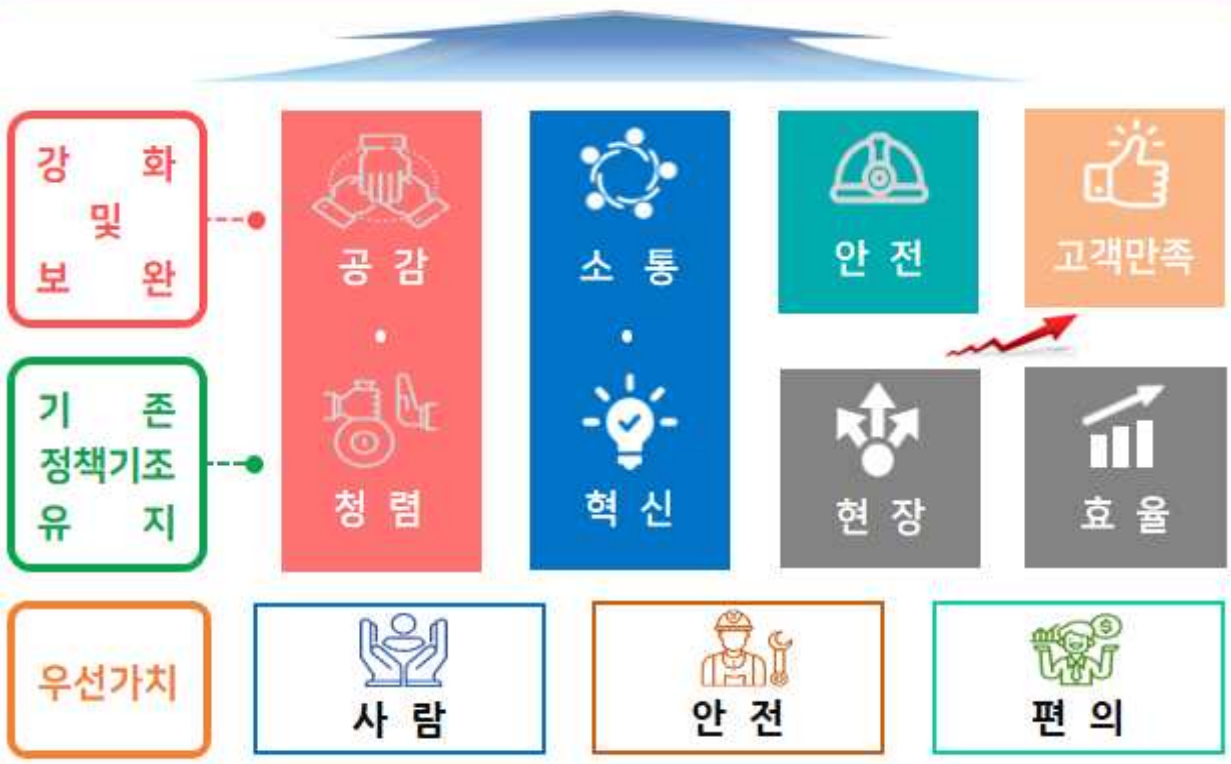 강 화
및
보 완
공 감
소 통
안 전
고객만족
기 존
정책기조
유 지
청 렴
혁 신
현 장
효 율
우선가치
사 람
안 전
편 의